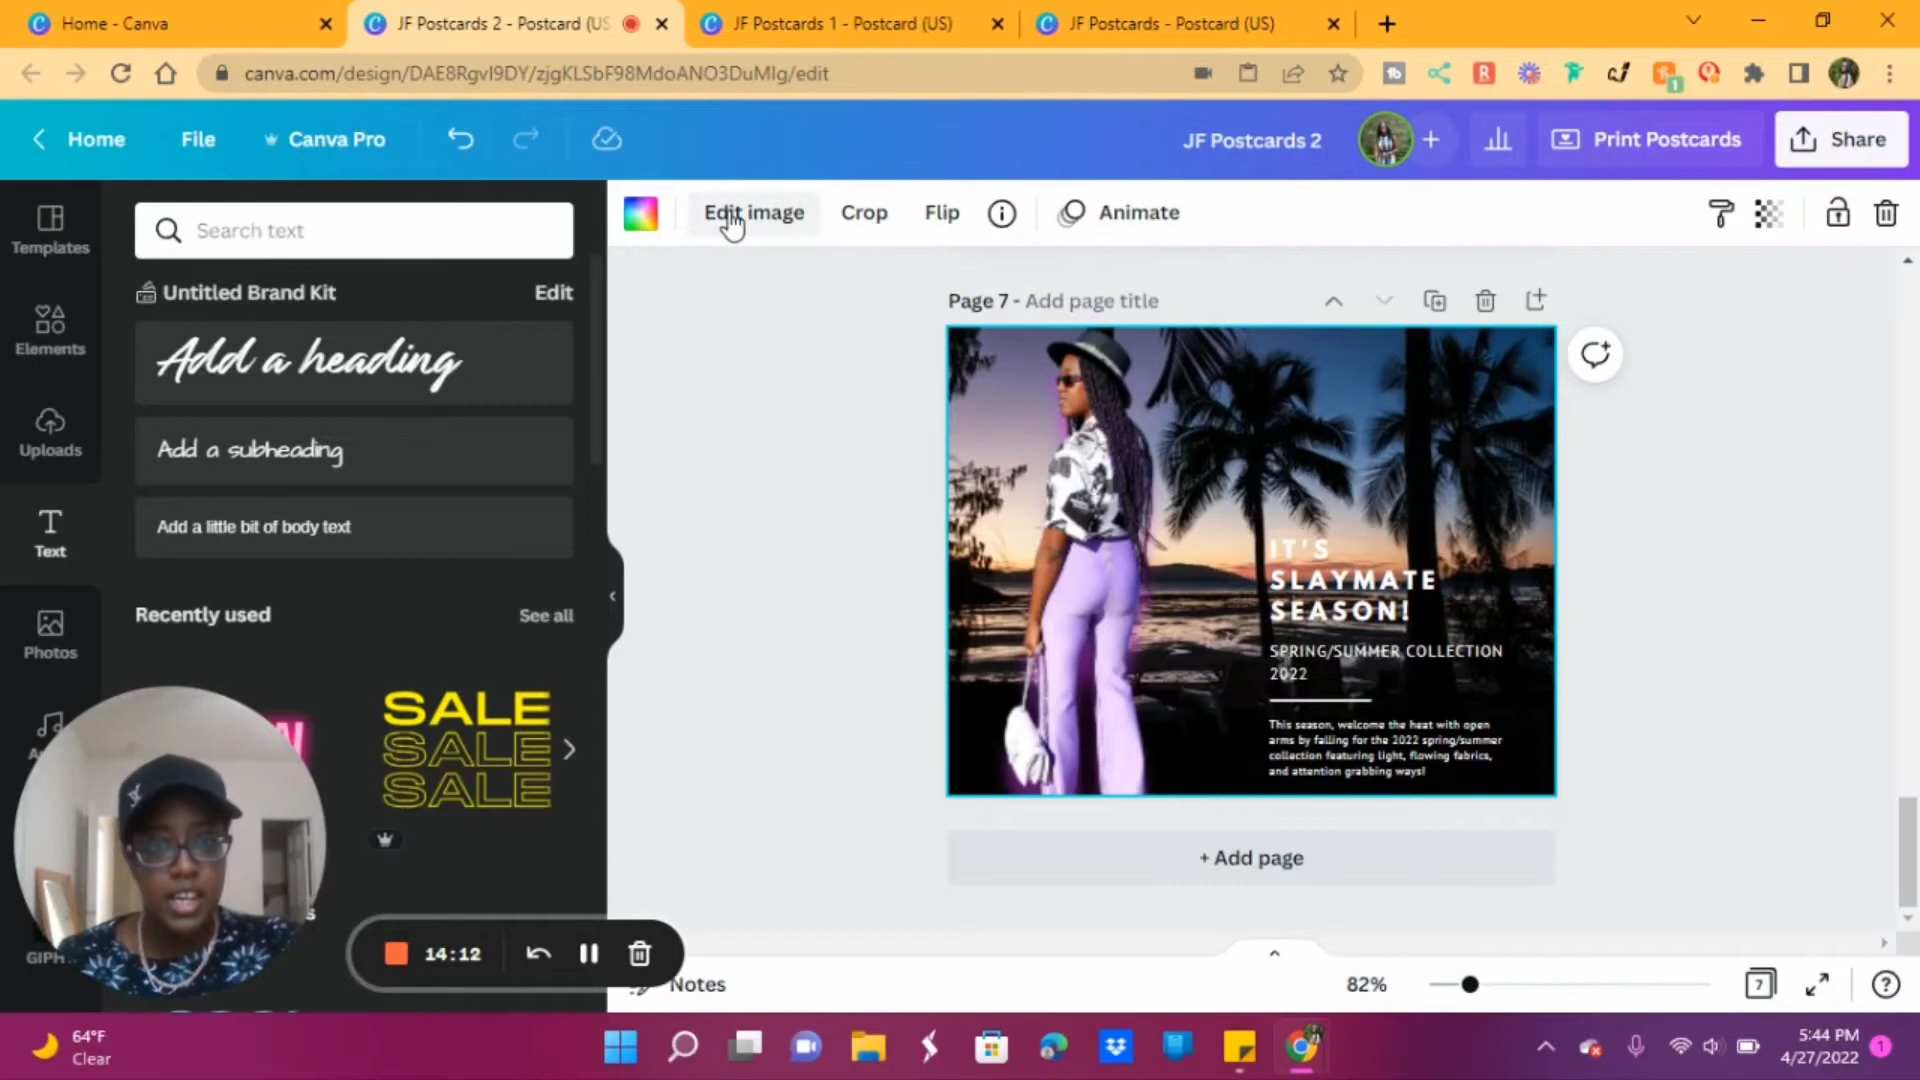 Home - Canva
JF Postcards 2 - Postcard (US
JF Postcards 1 - Postcard (US)
JF Postcards - Postcard (US)
canva.com/design/DAE8RgvI9DY/zjgKLSbF98MdoANO3DuMIg/edit
Home
File
Canva Pro
JF Postcards 2
Print Postcards
Share
Templates
Elements
Uploads
Text
Photos
GIPH
Search text
Untitled Brand Kit
Edit
Add a heading
Add a subheading
Add a little bit of body text
Recently used
See all
SALE
SALE
SALE
14:12
Edit image
Crop
Flip
Animate
Page 7 - Add page title
IT'S
SLAYMATE
SEASON!
SPRING/SUMMER COLLECTION
2022
This season, welcome the heat with open
arms by falling for the 2022 spring/summer
collection featuring light, flowing fabrics,
and attention grabbing ways!
+ Add page
Notes
82%
7
64°F
Clear
5:44 PM
4/27/2022
1